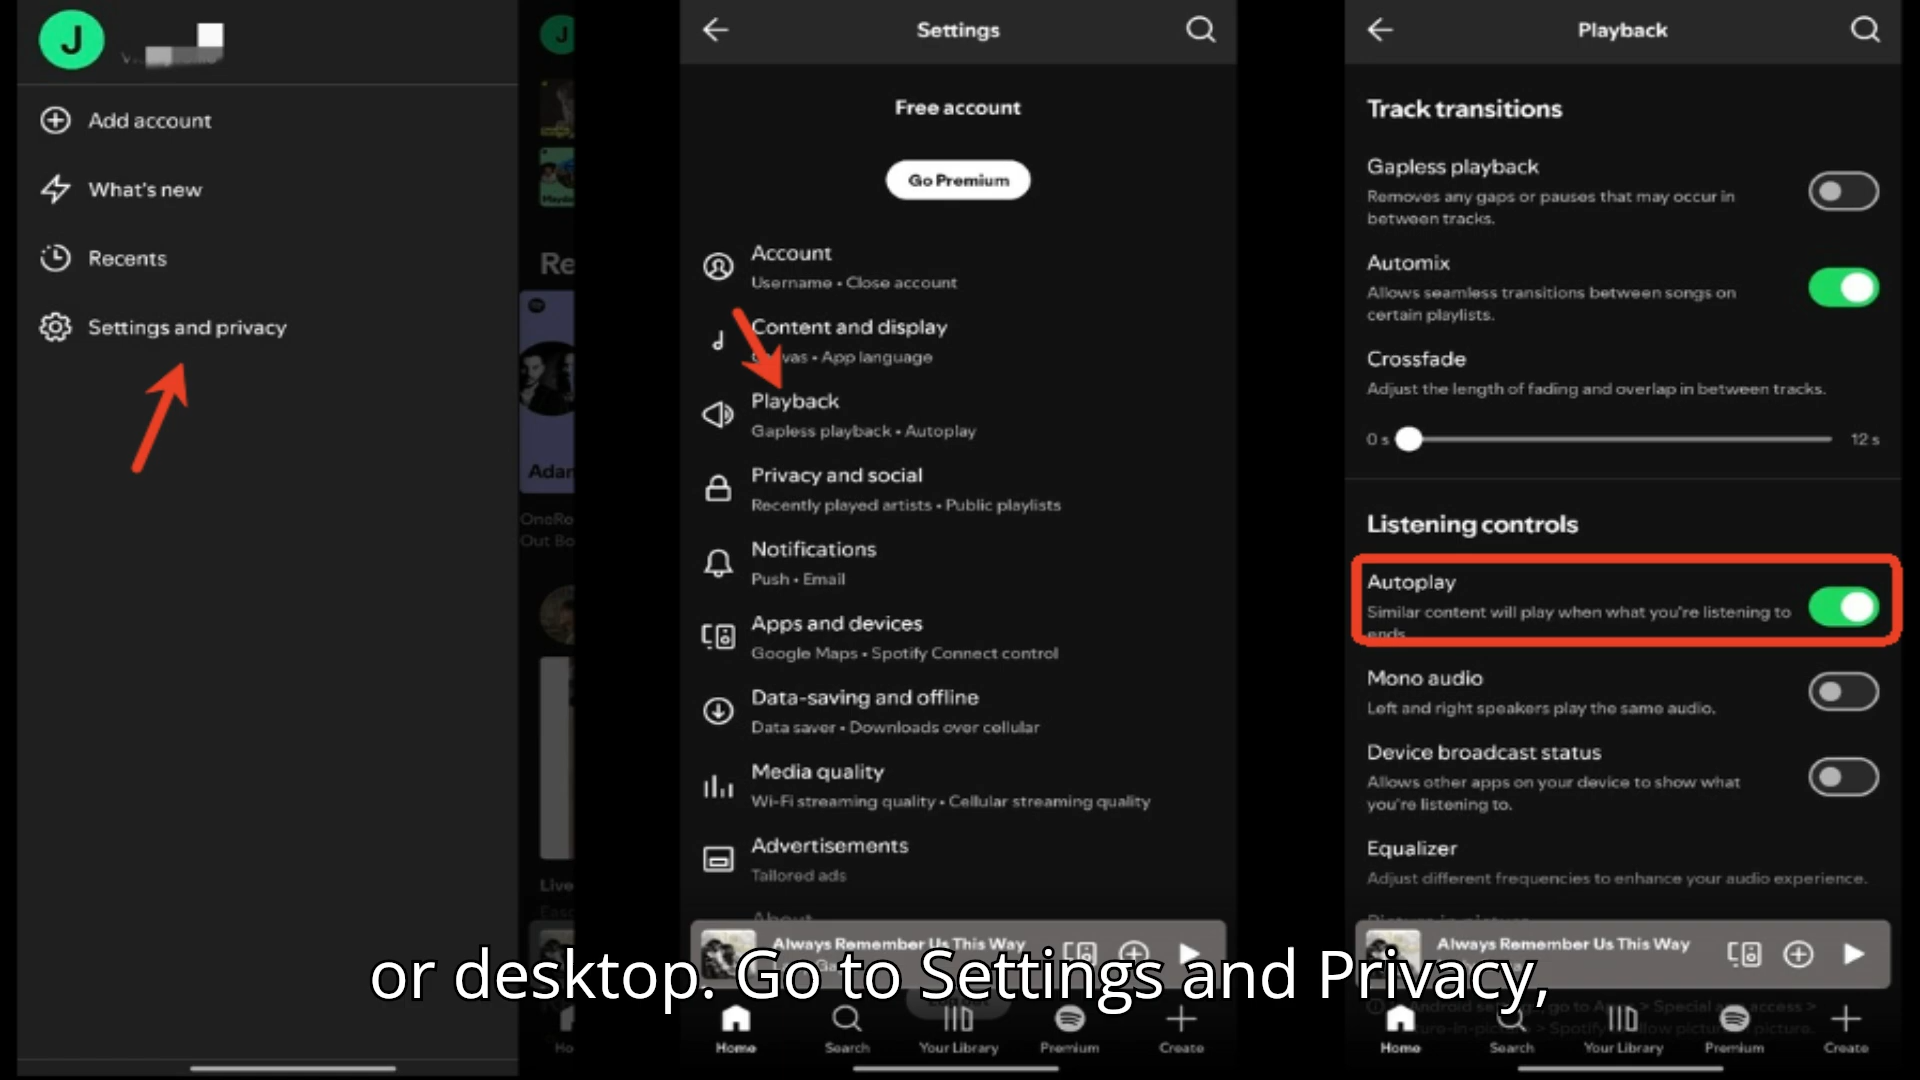 J
Add account
What's new
Recents
Settings and privacy
J
Re
Adar
OneRe
Out Bo
Live
Ho
Settings
Free account
Go Premium
Account
Username • Close account
Content and display
vas • App language
Playback
Gapless playback • Autoplay
Privacy and social
Recently played artists • Public playlists
Notifications
Push • Email
Apps and devices
Google Maps • Spotify Connect control
Data-saving and offline
Data saver • Downloads over cellular
Media quality
Wi-Fi streaming quality • Cellular streaming quality
Advertisements
Tailored ads
About
Always Remember Us This Way
Home
Search
Your Library
Premium
Create
Playback
Track transitions
Gapless playback
Removes any gaps or pauses that may occur in
between tracks.
Automix
Allows seamless transitions between songs on
certain playlists.
Crossfade
Adjust the length of fading and overlap in between tracks.
0 s
12 s
Listening controls
Autoplay
Similar content will play when what you're listening to
ends.
Mono audio
Left and right speakers play the same audio.
Device broadcast status
Allows other apps on your device to show what
you're listening to.
Equalizer
Adjust different frequencies to enhance your audio experience.
Always Remember Us This Way
Home
Search
Your Library
Premium
Create
or desktop. Go to Settings and Privacy,